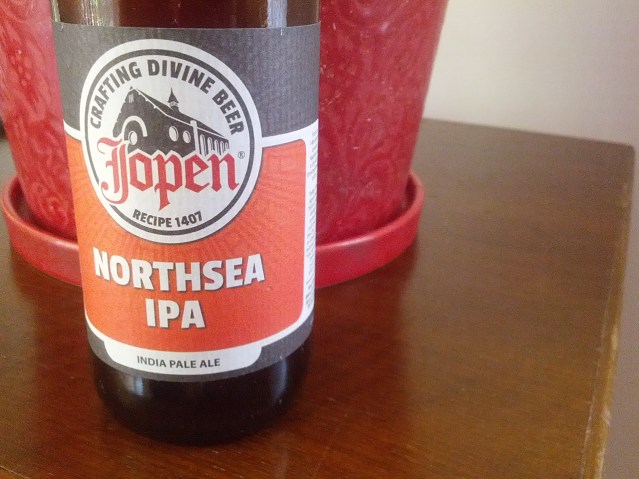 CRAFTING DIVINE BEER
Jopen®
RECIPE 1407
NORTHSEA
IPA
INDIA PALE ALE